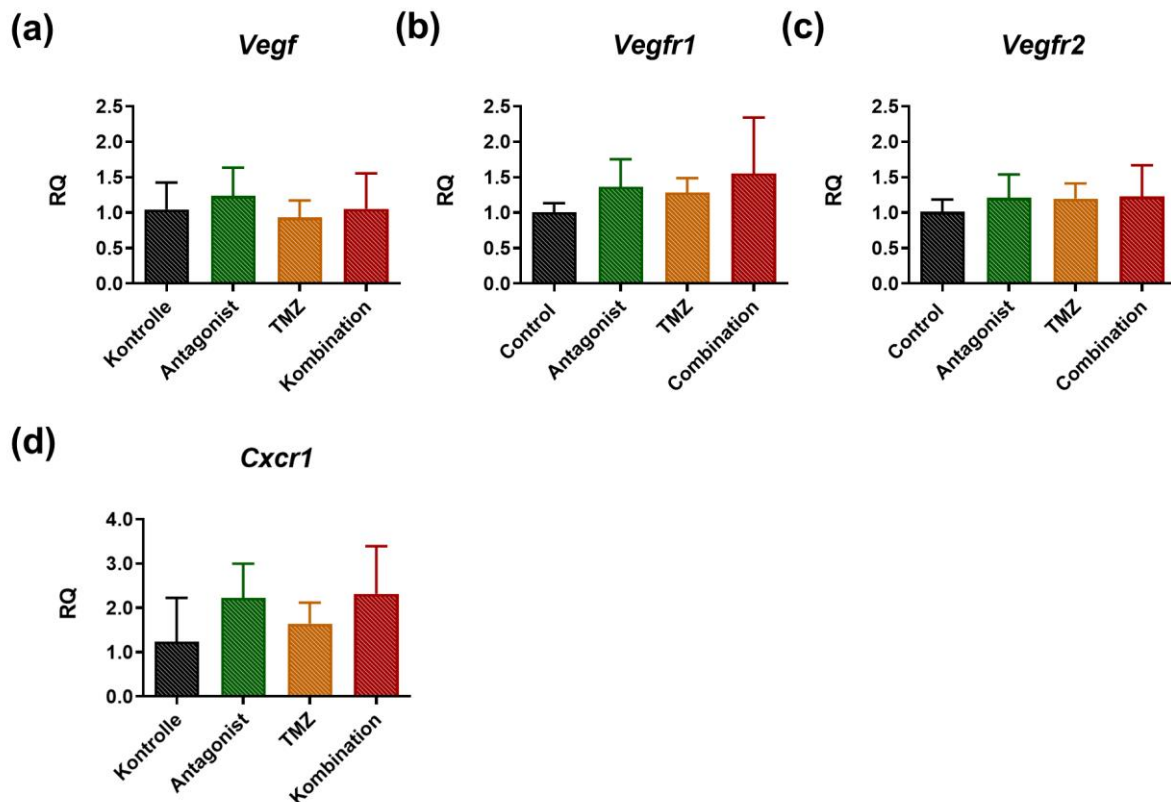 (a)
Vegf
2.5
2.0
1.5
1.0
0.5
0.0
RQ
Kontrolle
Antagonist
TMZ
Kombination
(b)
Vegfr1
2.5
2.0
1.5
1.0
0.5
0.0
RQ
Control
Antagonist
TMZ
Combination
(c)
Vegfr2
2.5
2.0
1.5
1.0
0.5
0.0
RQ
Control
Antagonist
TMZ
Combination
(d)
Cxcr1
4.0
3.0
2.0
1.0
0.0
RQ
Kontrolle
Antagonist
TMZ
Kombination